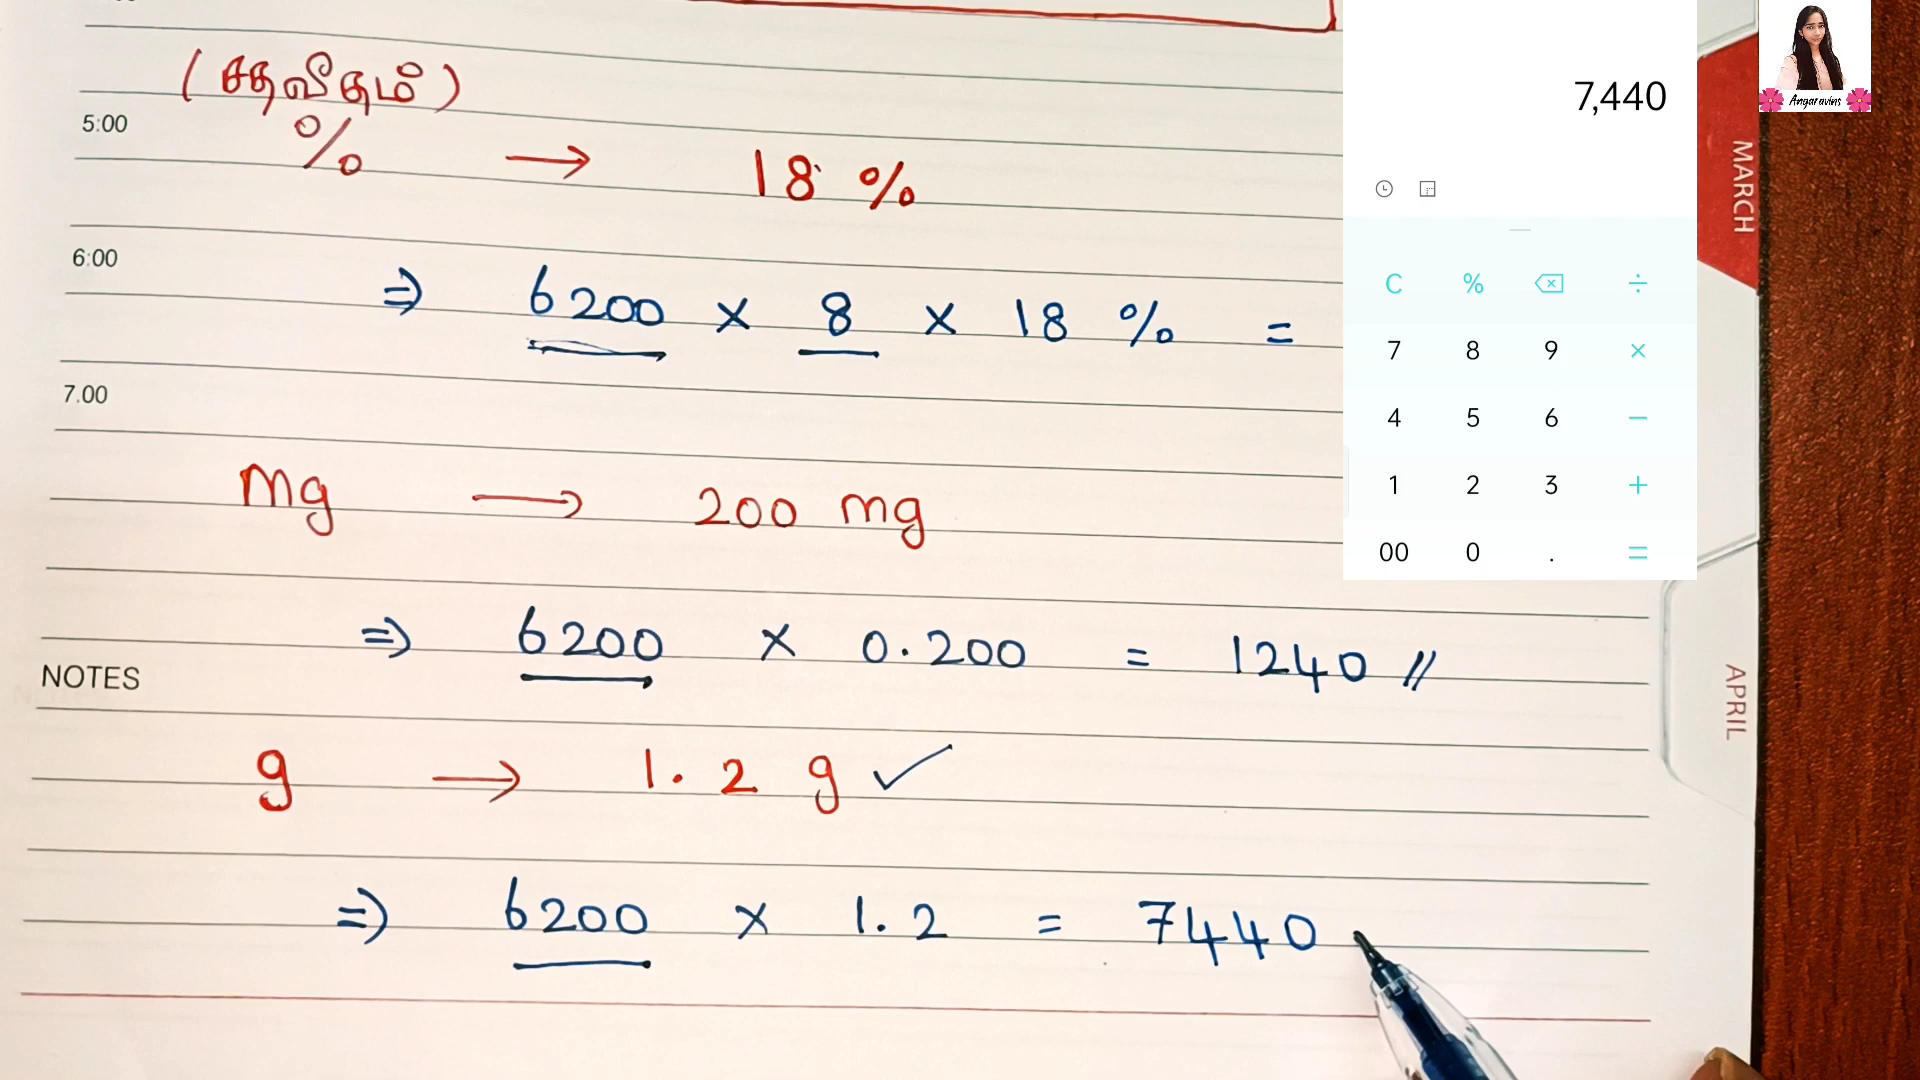 (சதவீதம்)
5:00
% → 18 %
6:00
⇒ 6200 × 8 × 18 % =
7.00
mg → 200 mg
⇒ 6200 × 0.200 = 1240 //
NOTES
g → 1. 2 g ✓
⇒ 6200 × 1. 2 = 7440
7,440
C % ÷
7 8 9 ×
4 5 6 −
1 2 3 +
00 0 . =
Angaravins
MARCH
APRIL